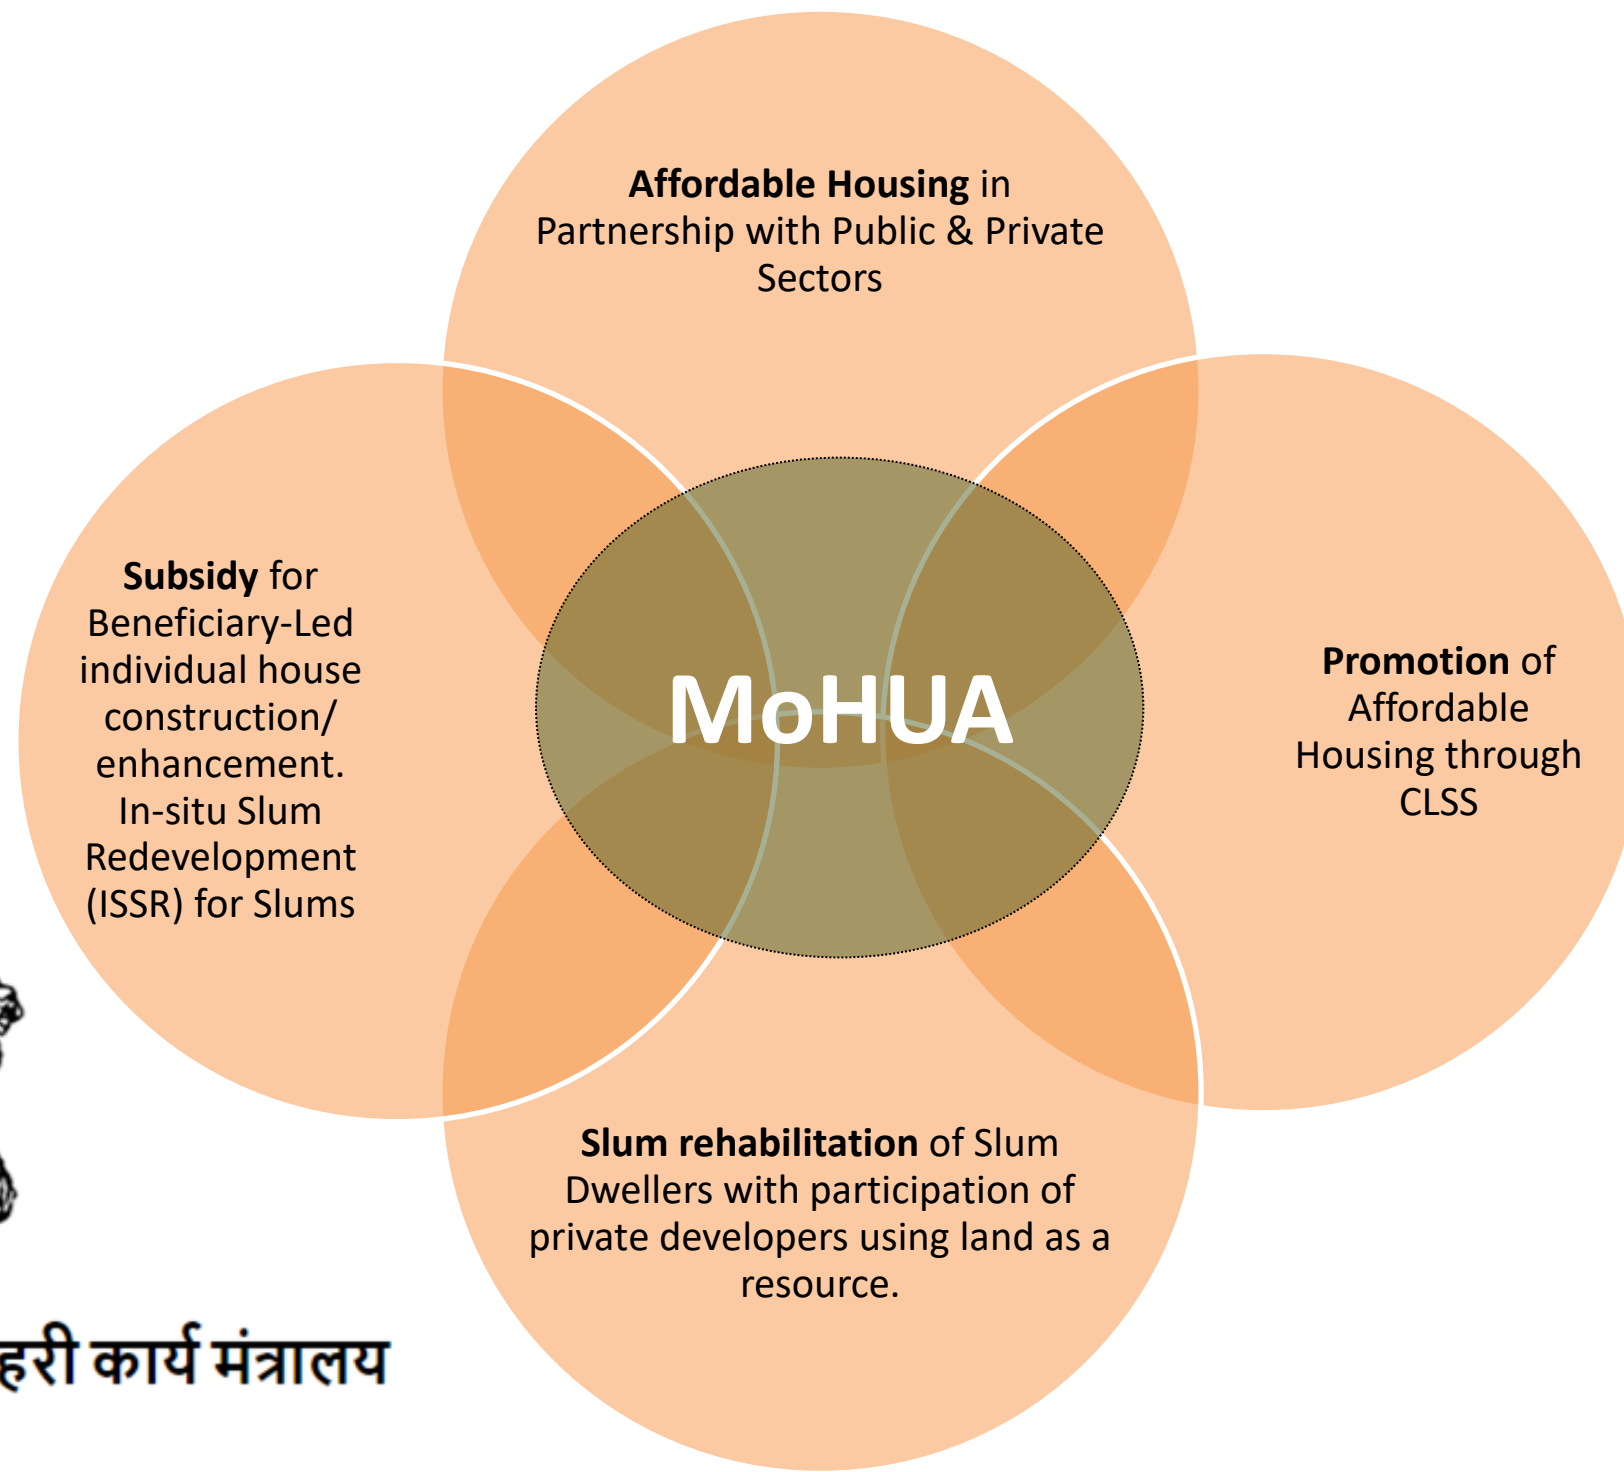 Affordable Housing in
Partnership with Public & Private
Sectors
Subsidy for
Beneficiary-Led
individual house
construction/
enhancement.
In-situ Slum
Redevelopment
(ISSR) for Slums
MoHUA
Promotion of
Affordable
Housing through
CLSS
Slum rehabilitation of Slum
Dwellers with participation of
private developers using land as a
resource.
हरी कार्य मंत्रालय